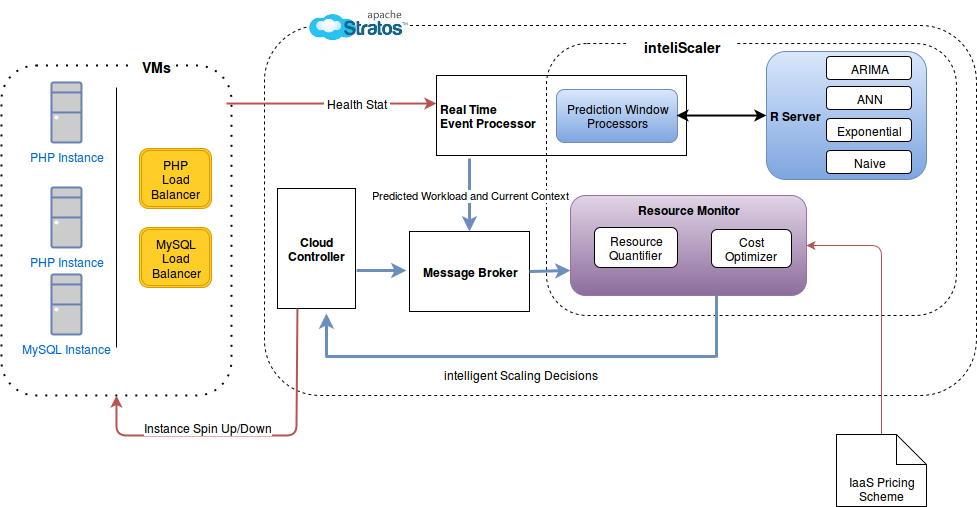 apache
Stratos™
VMs
inteliScaler
PHP Instance
PHP Instance
MySQL Instance
PHP
Load
Balancer
MySQL
Load
Balancer
Health Stat
Real Time
Event Processor
Prediction Window
Processors
R Server
ARIMA
ANN
Exponential
Naive
Predicted Workload and Current Context
Cloud
Controller
Message Broker
Resource Monitor
Resource
Quantifier
Cost
Optimizer
intelligent Scaling Decisions
Instance Spin Up/Down
IaaS Pricing
Scheme